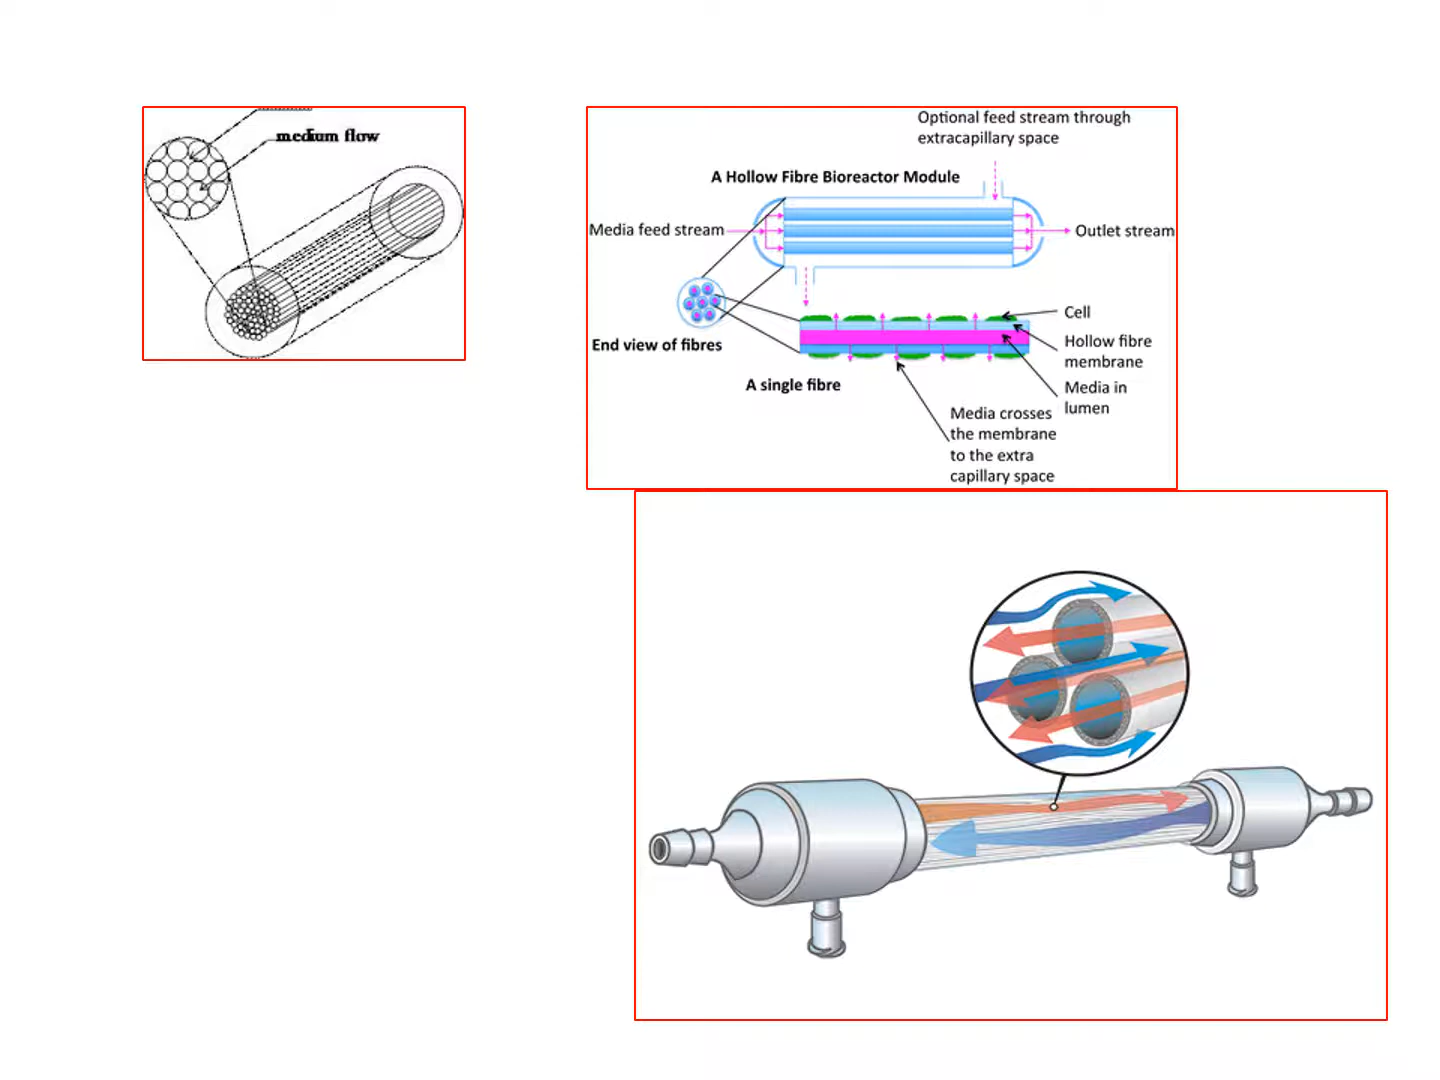 medium flow
Optional feed stream through
extracapillary space
A Hollow Fibre Bioreactor Module
Media feed stream
Outlet stream
Cell
End view of fibres
Hollow fibre
membrane
A single fibre
Media in
lumen
Media crosses
the membrane
to the extra
capillary space